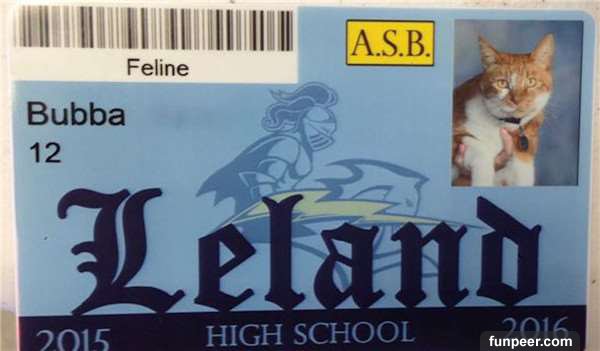 A.S.B.
Feline
Bubba
12
Leland
2015 HIGH SCHOOL 2016
funpeer.com